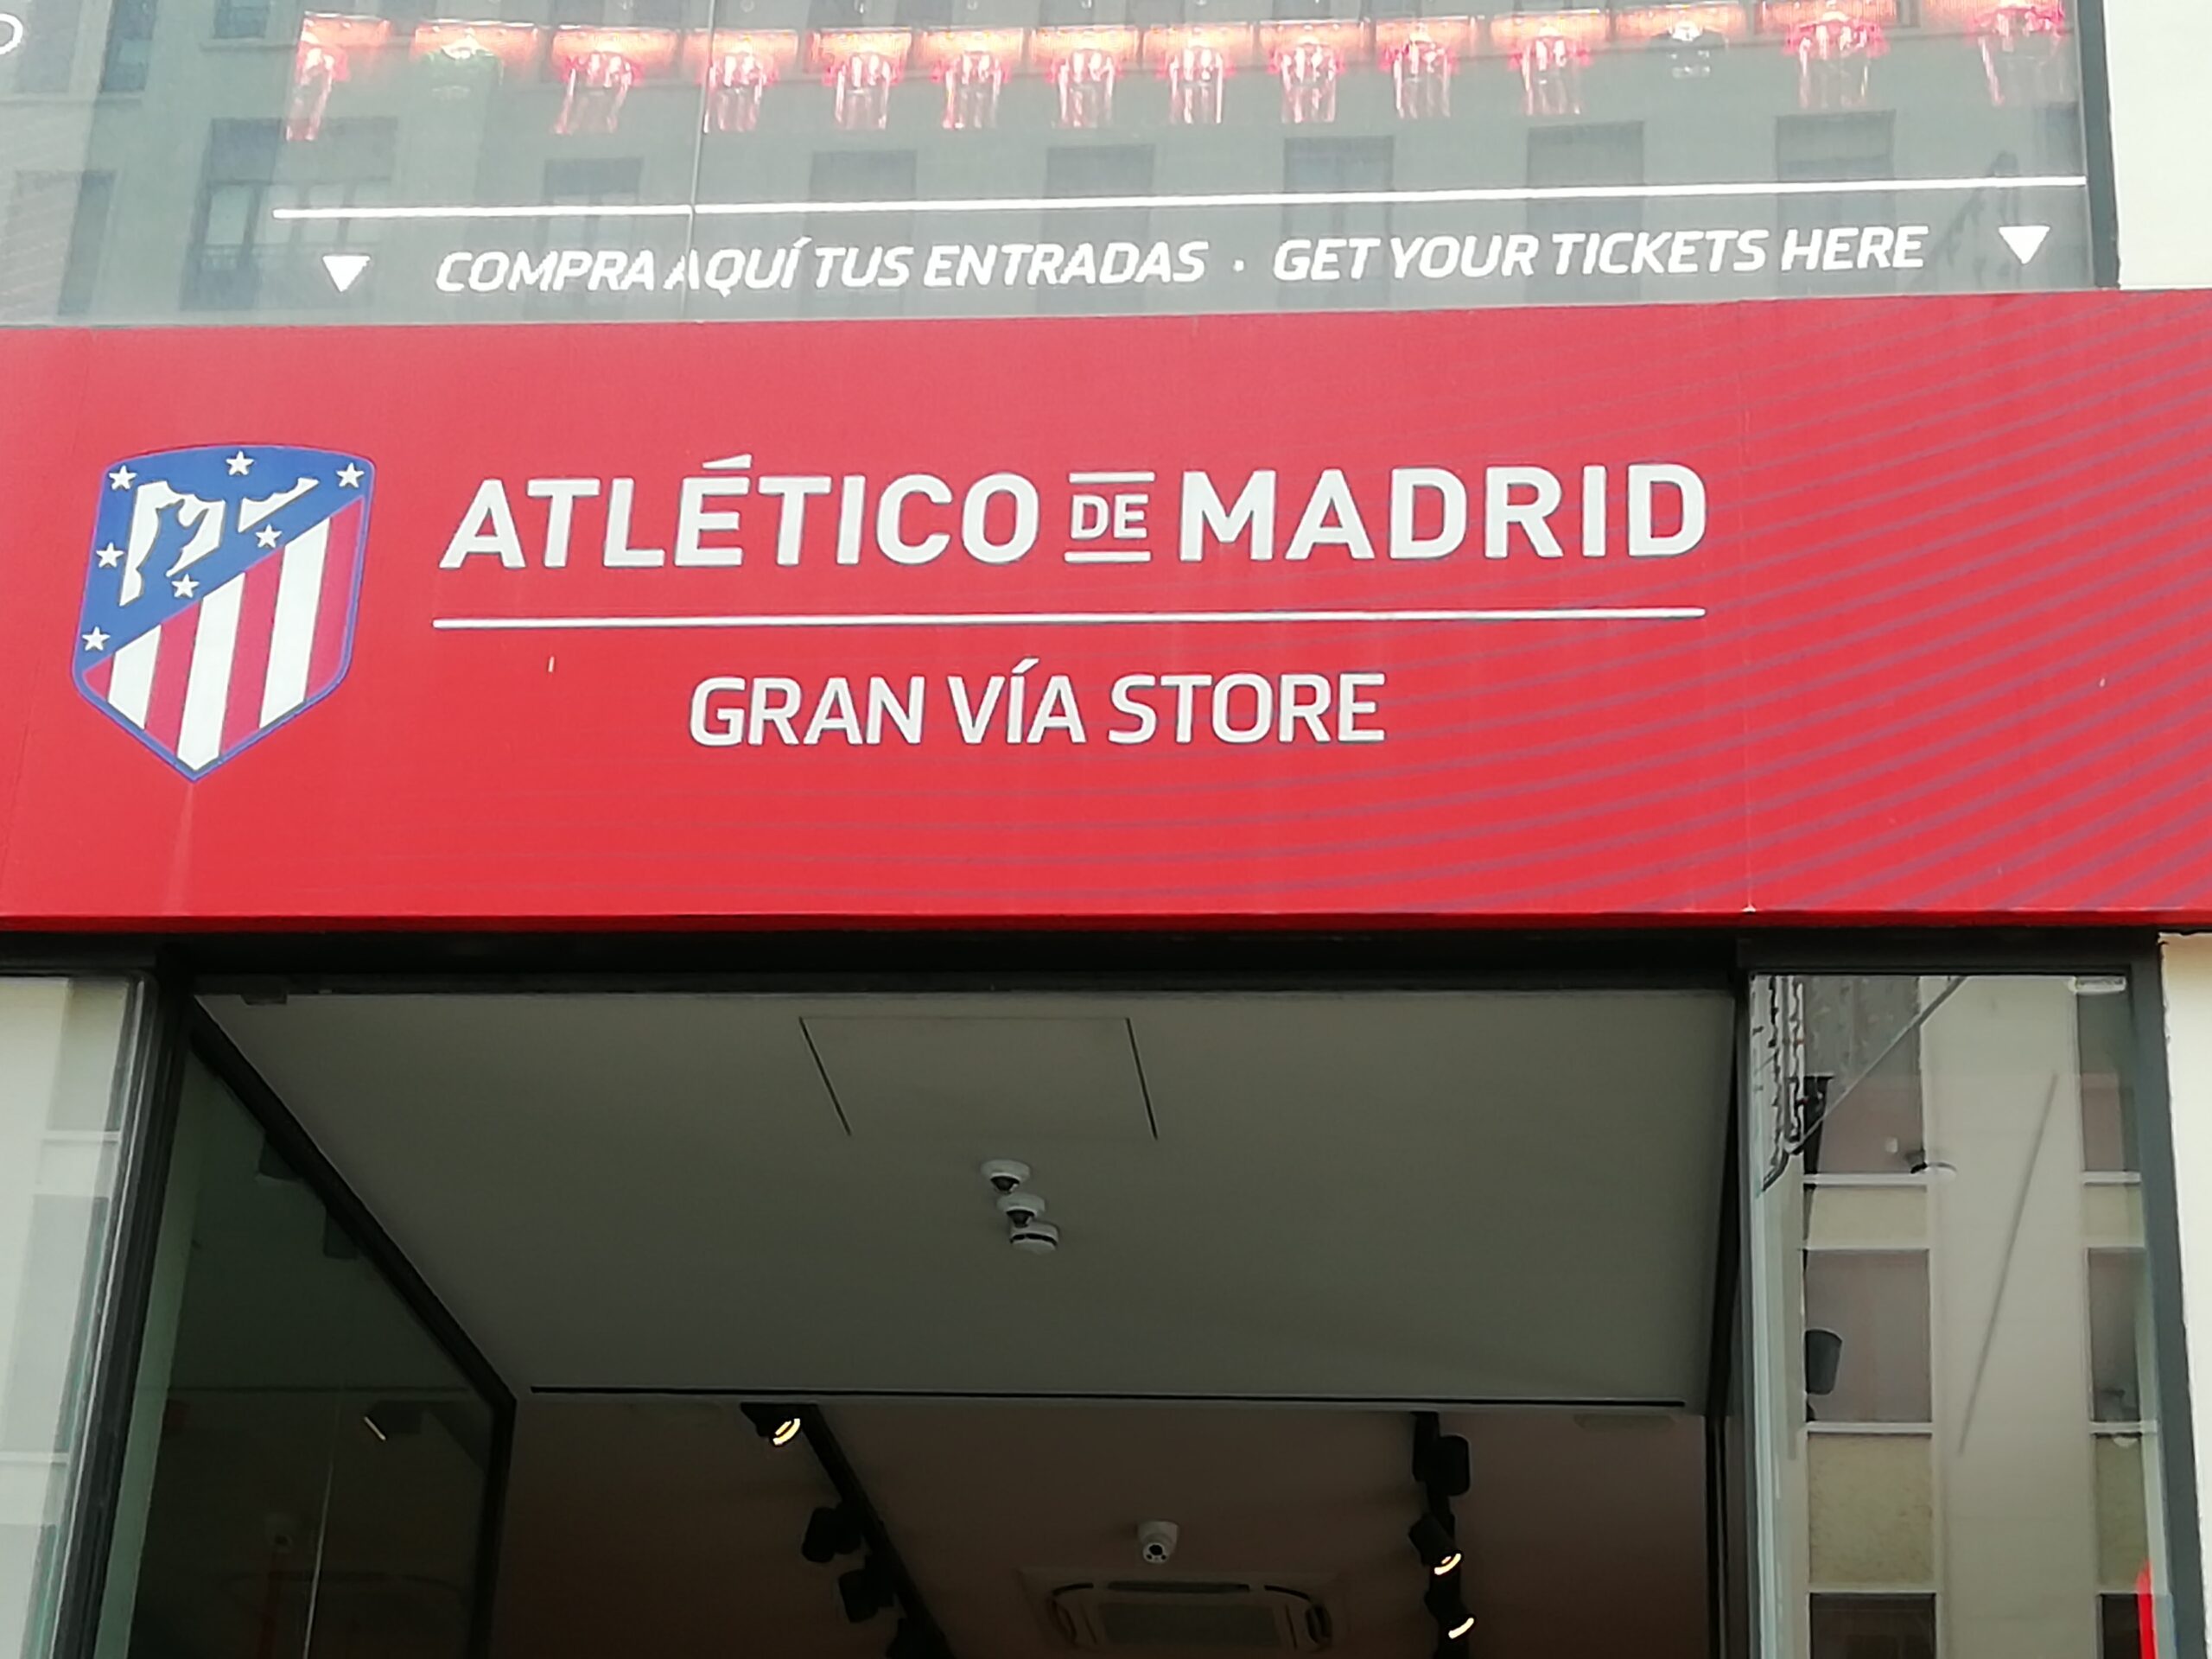 COMPRA AQUÍ TUS ENTRADAS · GET YOUR TICKETS HERE
ATLÉTICO DE MADRID
GRAN VÍA STORE